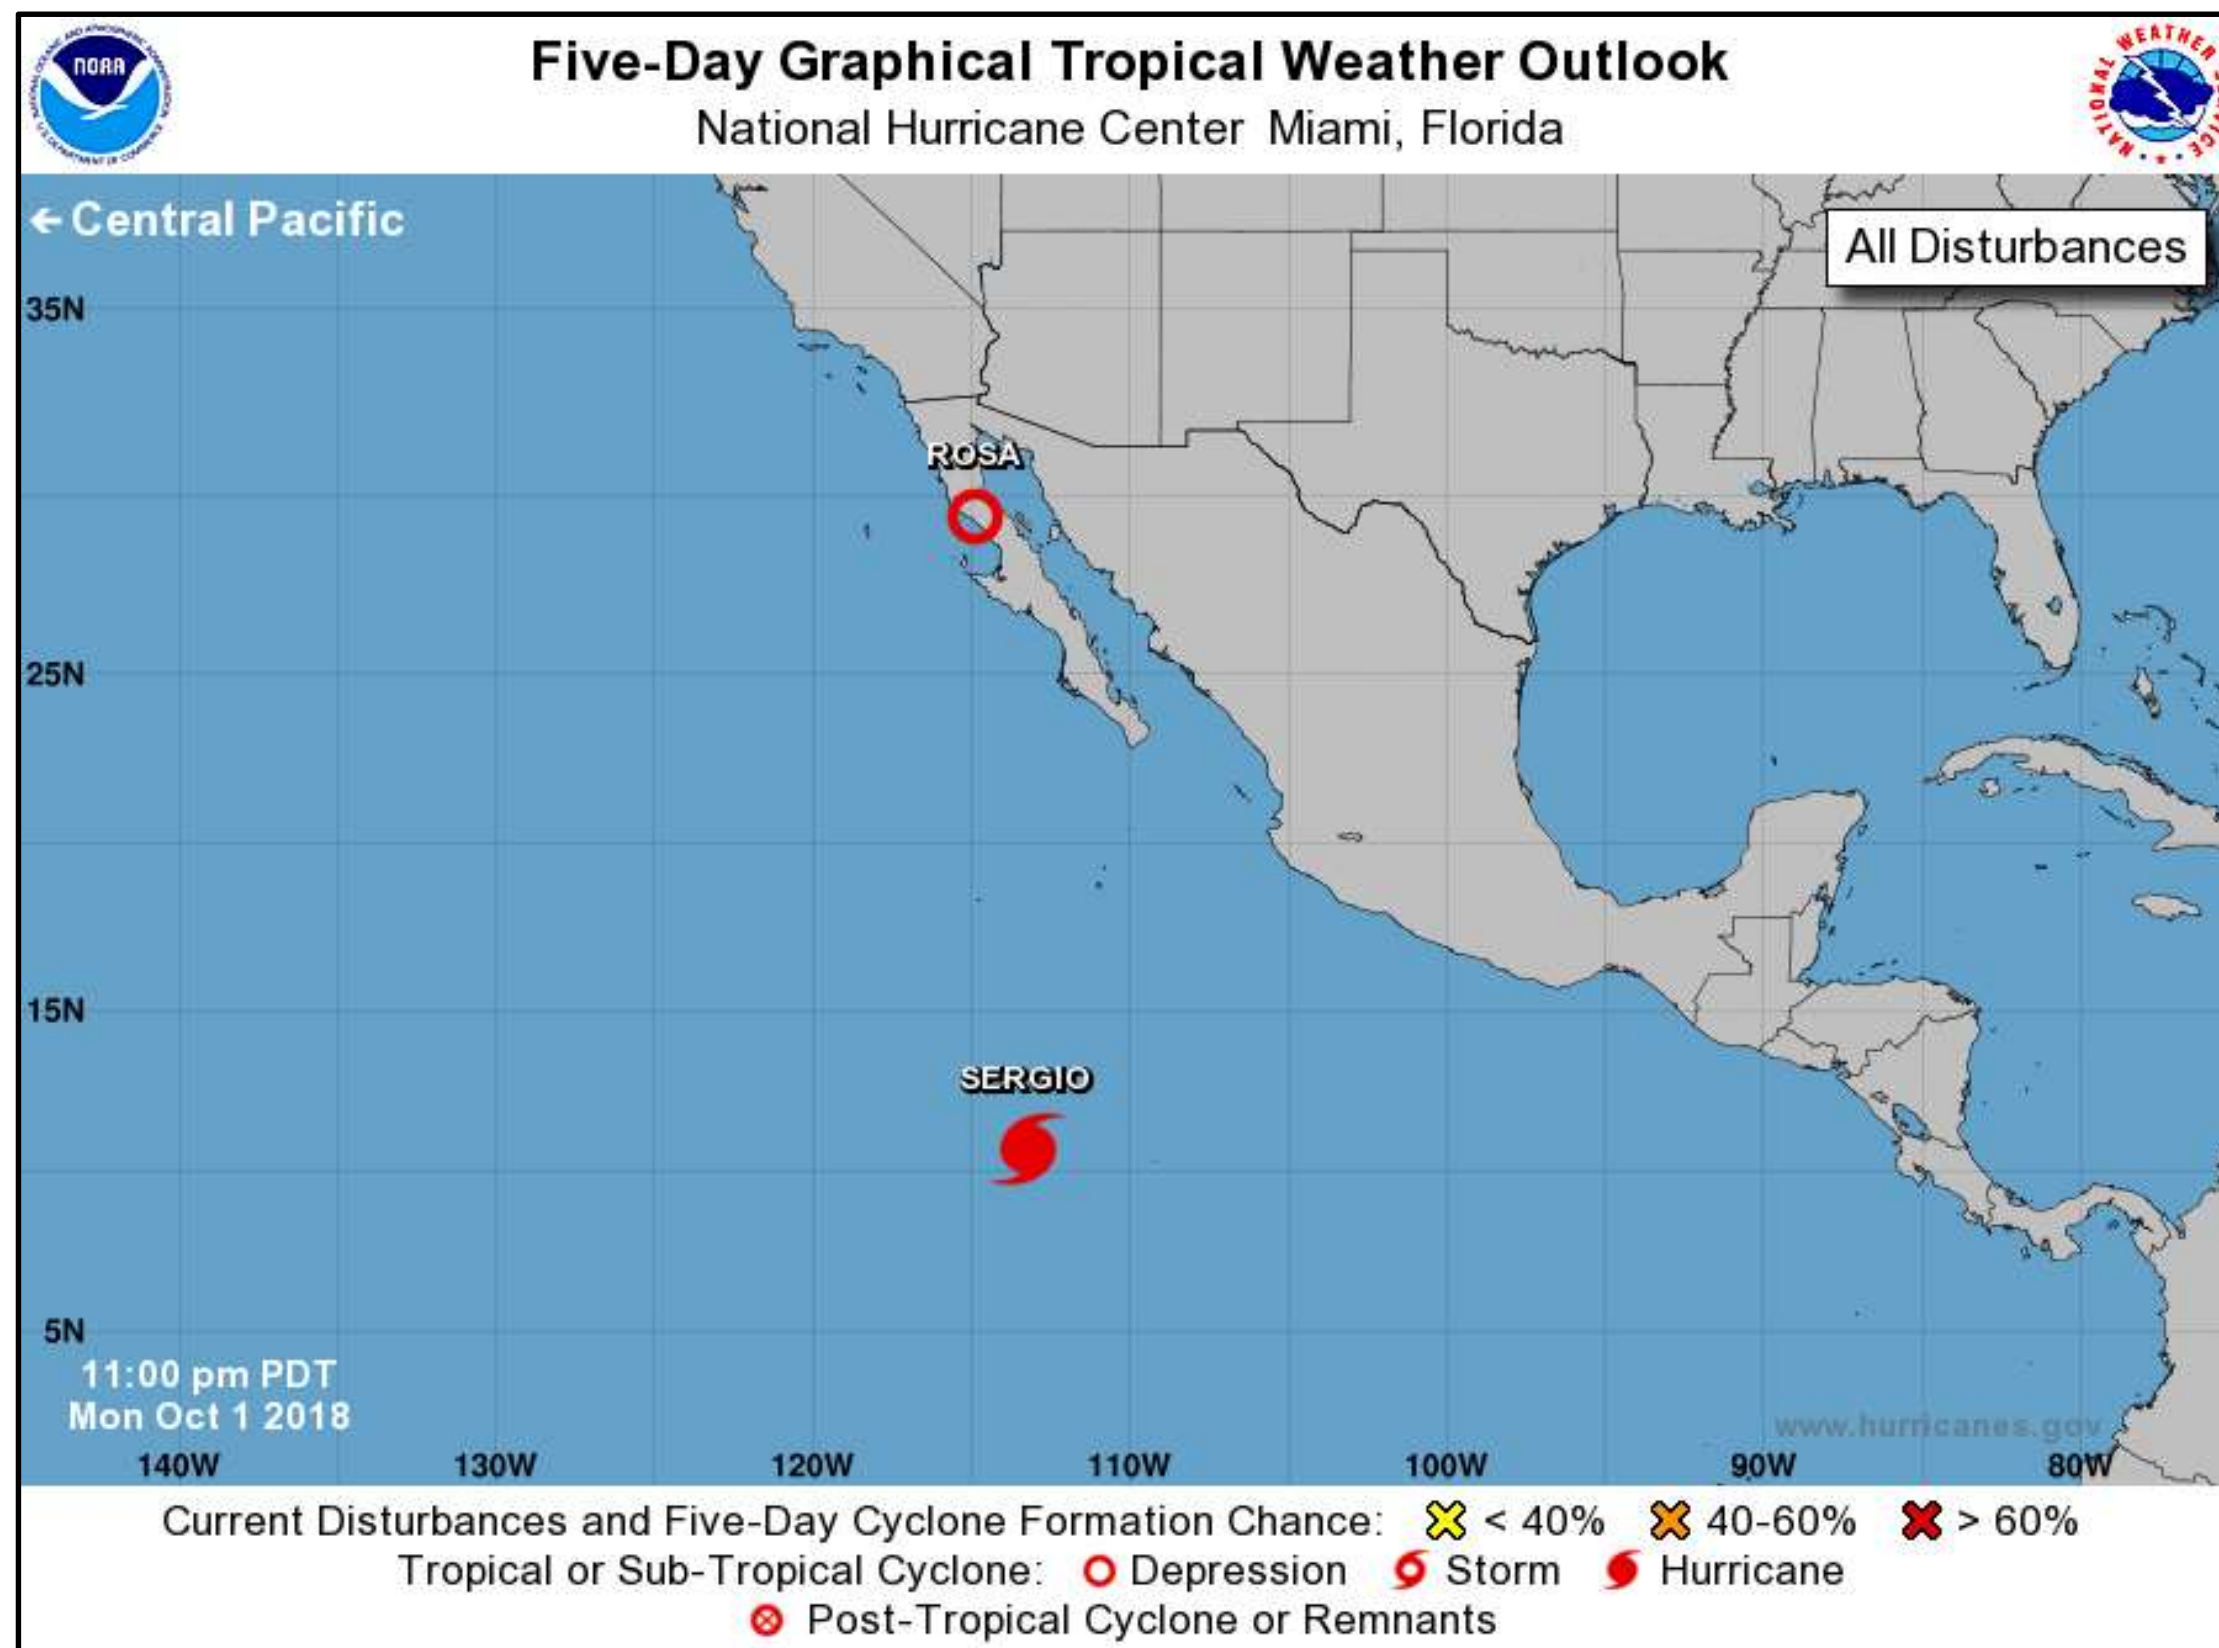 NOAA
Five-Day Graphical Tropical Weather Outlook
National Hurricane Center Miami, Florida
NATIONAL WEATHER
← Central Pacific
All Disturbances
35N
ROSA
25N
15N
SERGIO
5N
11:00 pm PDT
Mon Oct 1 2018
www.hurricanes.gov
140W 130W 120W 110W 100W 90W 80W
Current Disturbances and Five-Day Cyclone Formation Chance: < 40% 40-60% > 60%
Tropical or Sub-Tropical Cyclone: Depression Storm Hurricane
Post-Tropical Cyclone or Remnants